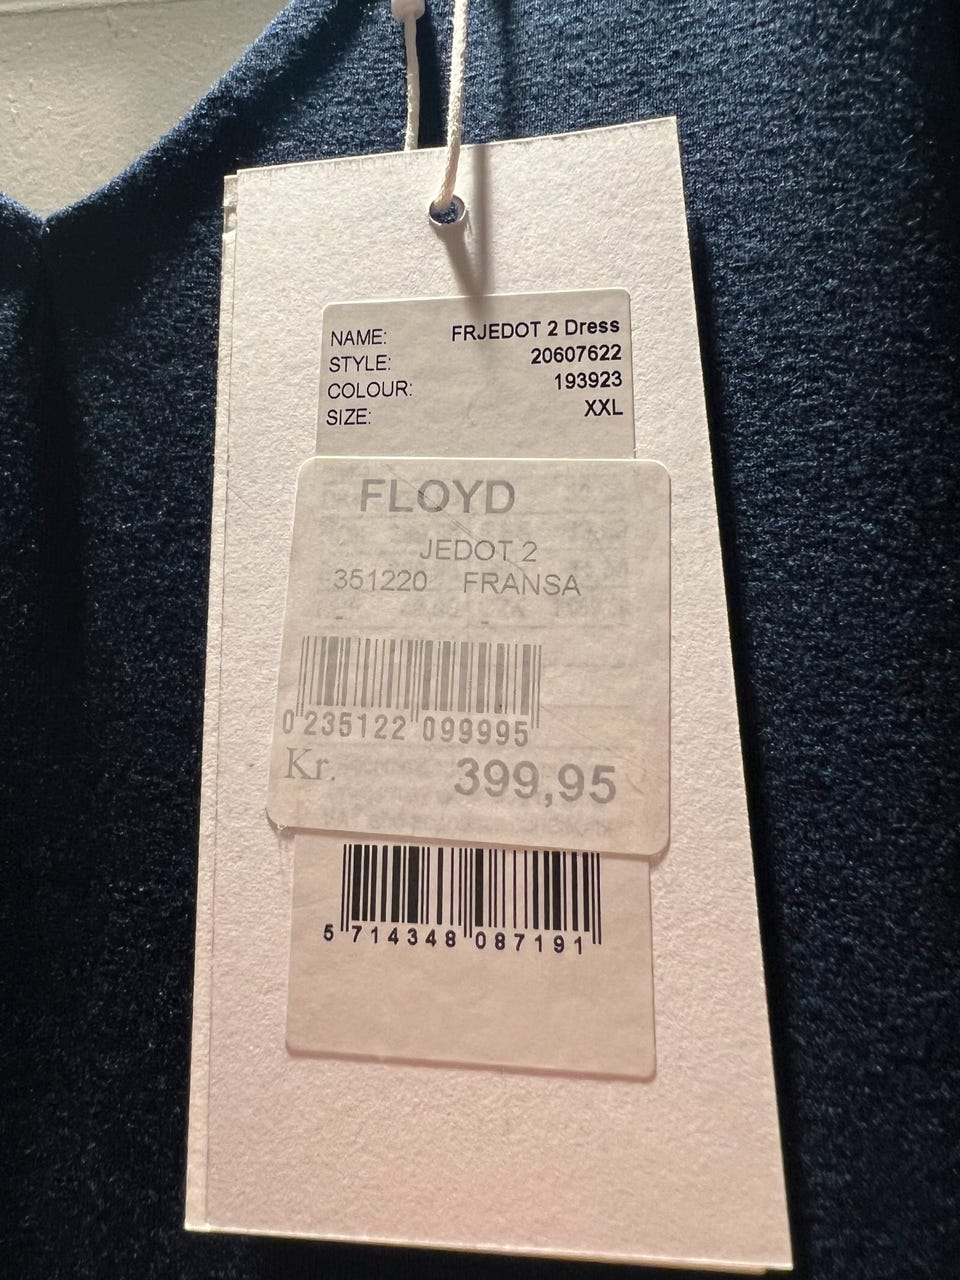 NAME: FRJEDOT 2 Dress
STYLE: 20607622
COLOUR: 193923
SIZE: XXL
FLOYD
JEDOT 2
351220 FRANSA
0 235122 099995
Kr. 399,95
5 714348 087191